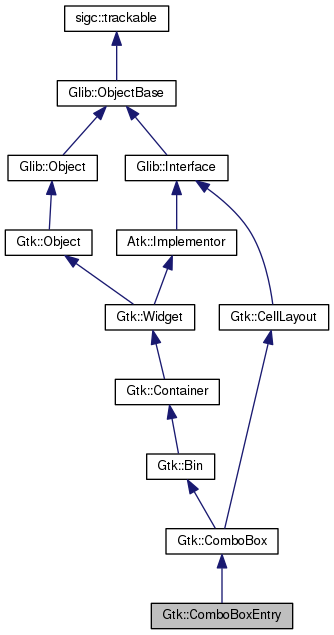 sigc::trackable
Glib::ObjectBase
Glib::Object
Glib::Interface
Gtk::Object
Atk::Implementor
Gtk::Widget
Gtk::CellLayout
Gtk::Container
Gtk::Bin
Gtk::ComboBox
Gtk::ComboBoxEntry